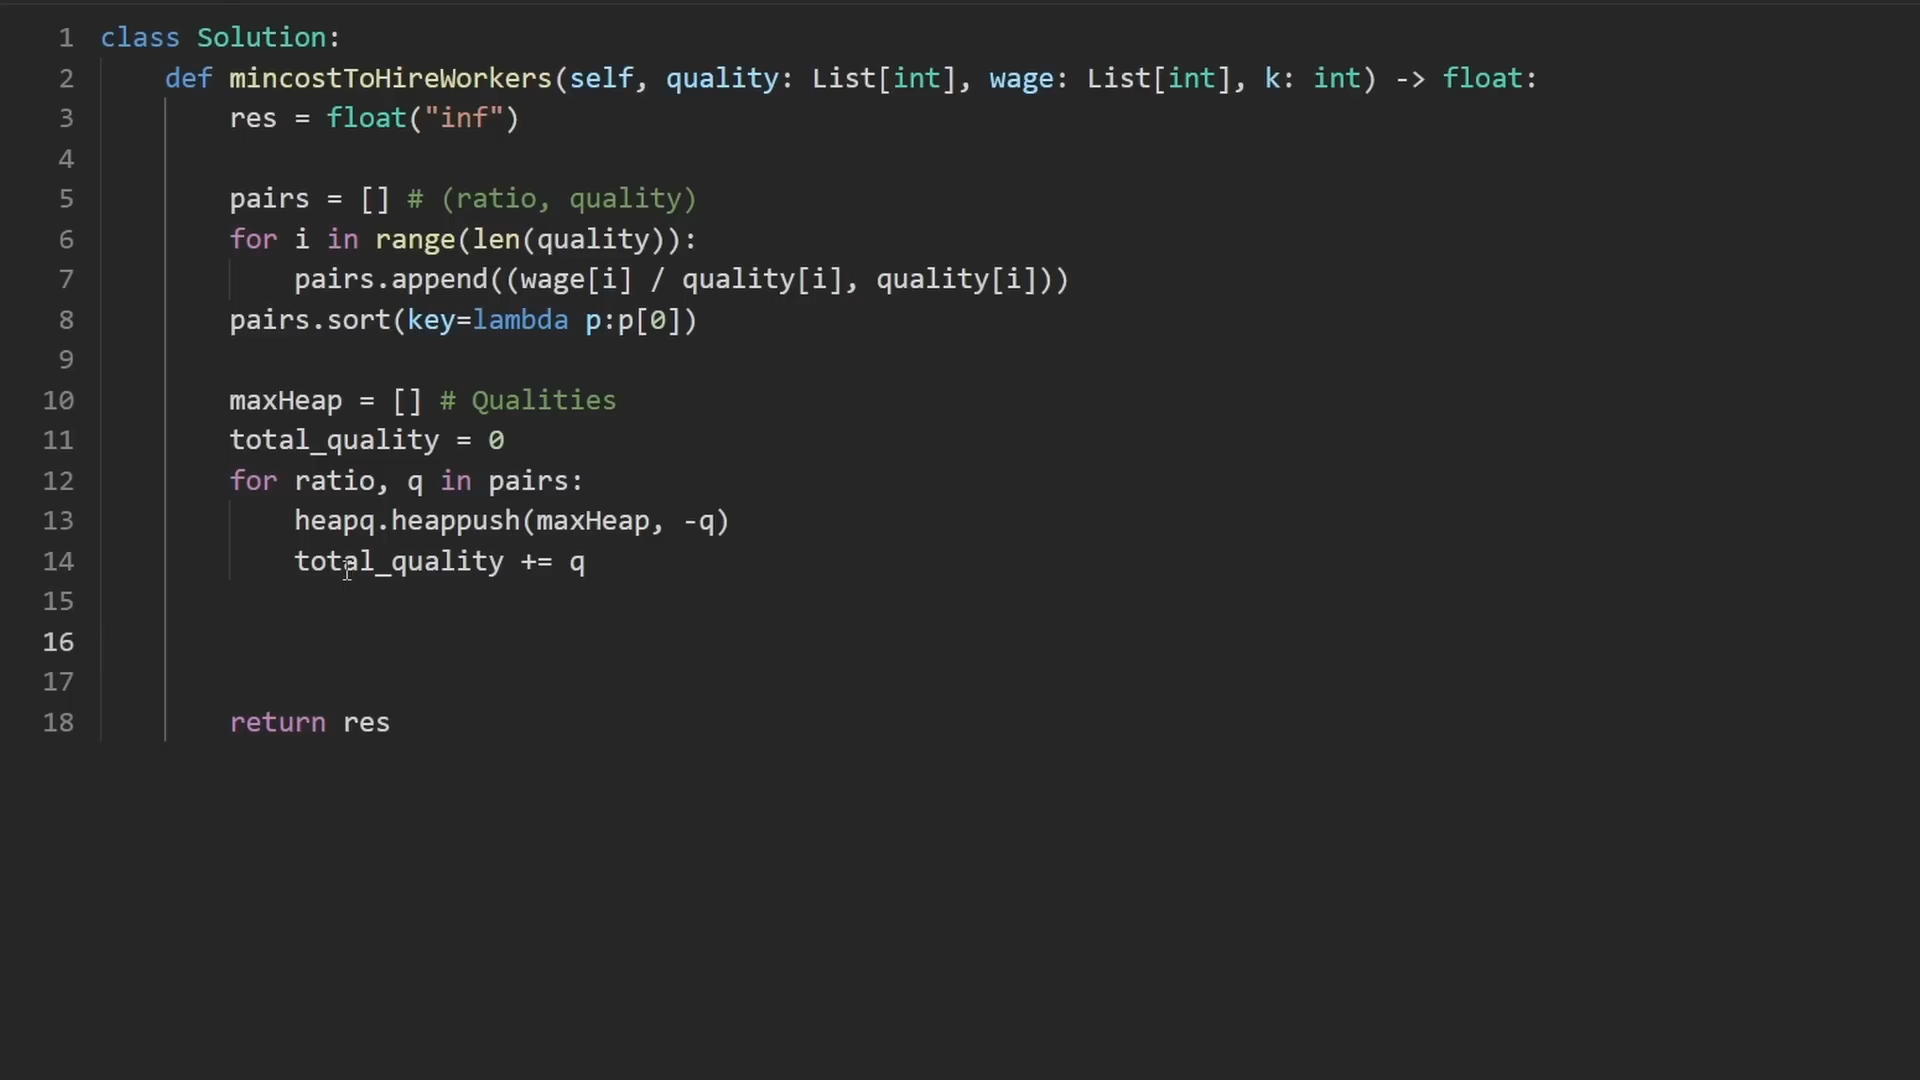 1 class Solution:
2     def mincostToHireWorkers(self, quality: List[int], wage: List[int], k: int) -> float:
3         res = float("inf")
4
5         pairs = [] # (ratio, quality)
6         for i in range(len(quality)):
7             pairs.append((wage[i] / quality[i], quality[i]))
8         pairs.sort(key=lambda p:p[0])
9
10         maxHeap = [] # Qualities
11         total_quality = 0
12         for ratio, q in pairs:
13             heapq.heappush(maxHeap, -q)
14             total_quality += q
15
16
17
18         return res